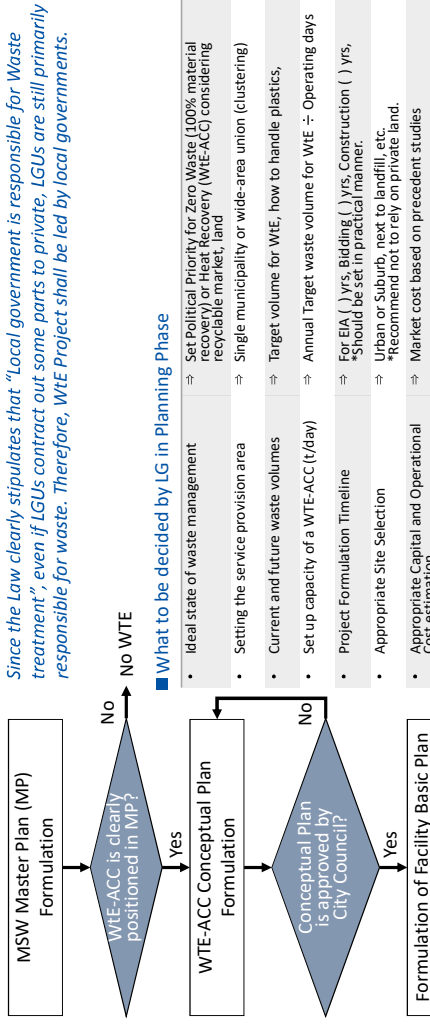 Since the Law clearly stipulates that “Local government is responsible for Waste
treatment”, even if LGUs contract out some parts to private, LGUs are still primarily
responsible for waste. Therefore, WtE Project shall be led by local governments.
MSW Master Plan (MP)
Formulation
WtE-ACC is clearly
positioned in MP?
No
No WTE
Yes
WTE-ACC Conceptual Plan
Formulation
Conceptual Plan
is approved by
City Council?
No
Yes
Formulation of Facility Basic Plan
■ What to be decided by LG in Planning Phase
• Ideal state of waste management
⇒ Set Political Priority for Zero Waste (100% material
recovery) or Heat Recovery (WtE-ACC) considering
recyclable market, land
• Setting the service provision area
⇒ Single municipality or wide-area union (clustering)
• Current and future waste volumes
⇒ Target volume for WtE, how to handle plastics,
• Set up capacity of a WTE-ACC (t/day)
⇒ Annual Target waste volume for WtE ÷ Operating days
• Project Formulation Timeline
⇒ For EIA ( ) yrs, Bidding ( ) yrs, Construction ( ) yrs,
*Should be set in practical manner.
• Appropriate Site Selection
⇒ Urban or Suburb, next to landfill, etc.
*Recommend not to rely on private land.
• Appropriate Capital and Operational
Cost estimation
⇒ Market cost based on precedent studies